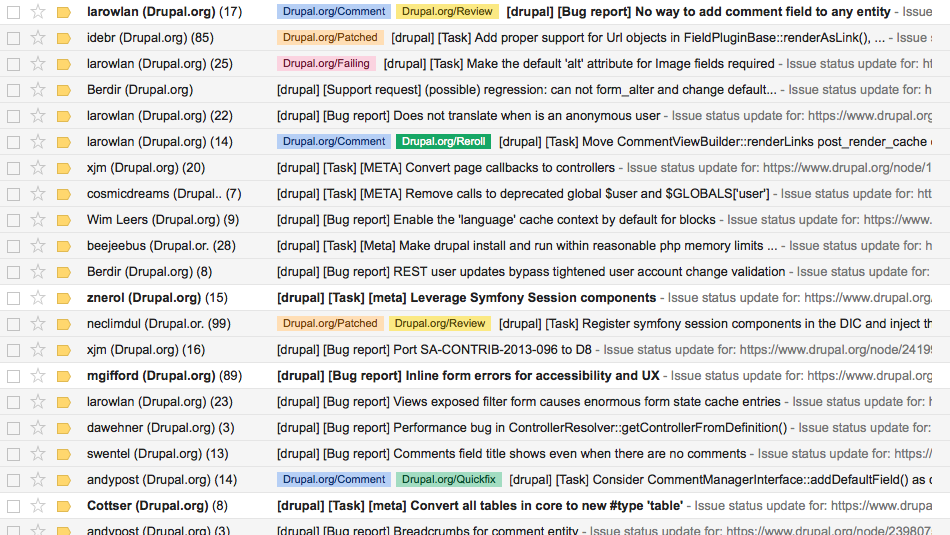 larowlan (Drupal.org) (17) Drupal.org/Comment Drupal.org/Review [drupal] [Bug report] No way to add comment field to any entity - Issue
idebr (Drupal.org) (85) Drupal.org/Patched [drupal] [Task] Add proper support for Url objects in FieldPluginBase::renderAsLink(), ... - Issue s
larowlan (Drupal.org) (25) Drupal.org/Failing [drupal] [Task] Make the default 'alt' attribute for Image fields required - Issue status update for: ht
Berdir (Drupal.org) [drupal] [Support request] (possible) regression: can not form_alter and change default... - Issue status update for: h
larowlan (Drupal.org) (22) [drupal] [Bug report] Does not translate when is an anonymous user - Issue status update for: https://www.drupal.org
larowlan (Drupal.org) (14) Drupal.org/Comment Drupal.org/Reroll [drupal] [Task] Move CommentViewBuilder::renderLinks post_render_cache c
xjm (Drupal.org) (20) [drupal] [Task] [META] Convert page callbacks to controllers - Issue status update for: https://www.drupal.org/node/1
cosmicdreams (Drupal.. (7) [drupal] [Task] [META] Remove calls to deprecated global $user and $GLOBALS['user'] - Issue status update for: https
Wim Leers (Drupal.org) (9) [drupal] [Bug report] Enable the 'language' cache context by default for blocks - Issue status update for: https://www.
beejeebus (Drupal.or. (28) [drupal] [Task] [Meta] Make drupal install and run within reasonable php memory limits ... - Issue status update for: h
Berdir (Drupal.org) (8) [drupal] [Bug report] REST user updates bypass tightened user account change validation - Issue status update for:
znerol (Drupal.org) (15) [drupal] [Task] [meta] Leverage Symfony Session components - Issue status update for: https://www.drupal.org/
neclimdul (Drupal.or. (99) Drupal.org/Patched Drupal.org/Review [drupal] [Task] Register symfony session components in the DIC and inject th
xjm (Drupal.org) (16) [drupal] [Bug report] Port SA-CONTRIB-2013-096 to D8 - Issue status update for: https://www.drupal.org/node/24199
mgifford (Drupal.org) (89) [drupal] [Bug report] Inline form errors for accessibility and UX - Issue status update for: https://www.drupal.org
larowlan (Drupal.org) (23) [drupal] [Bug report] Views exposed filter form causes enormous form state cache entries - Issue status update for: h
dawehner (Drupal.org) (3) [drupal] [Bug report] Performance bug in ControllerResolver::getControllerFromDefinition() - Issue status update for:
swentel (Drupal.org) (13) [drupal] [Bug report] Comments field title shows even when there are no comments - Issue status update for: https://
andypost (Drupal.org) (14) Drupal.org/Comment Drupal.org/Quickfix [drupal] [Task] Consider CommentManagerInterface::addDefaultField() as d
Cottser (Drupal.org) (8) [drupal] [Task] [meta] Convert all tables in core to new #type 'table' - Issue status update for: https://www.drupa
andypost (Drupal.org) (3) [drupal] [Bug report] Breadcrumbs for comment entity - Issue status update for: https://www.drupal.org/node/239807